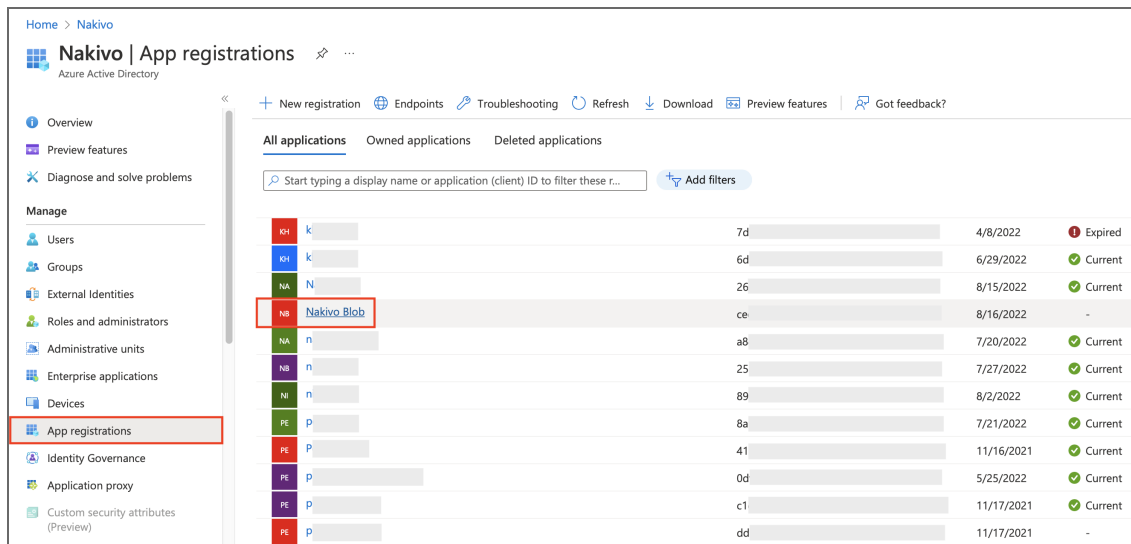 Home > Nakivo
Nakivo | App registrations
Azure Active Directory
+ New registration Endpoints Troubleshooting Refresh Download Preview features Got feedback?
Overview
Preview features
Diagnose and solve problems
Manage
Users
Groups
External Identities
Roles and administrators
Administrative units
Enterprise applications
Devices
App registrations
Identity Governance
Application proxy
Custom security attributes
(Preview)
All applications Owned applications Deleted applications
Start typing a display name or application (client) ID to filter these r...
Add filters
KH k 7d 4/8/2022 Expired
KH k 6d 6/29/2022 Current
NA N 26 8/15/2022 Current
NB Nakivo Blob ce 8/16/2022 -
NA n a8 7/20/2022 Current
NB n 25 7/27/2022 Current
NI n 89 8/2/2022 Current
PE p 8a 7/21/2022 Current
PE P 41 11/16/2021 Current
PE p 0d 5/25/2022 Current
PE p c1 11/17/2021 Current
PE p dd 11/17/2021 -